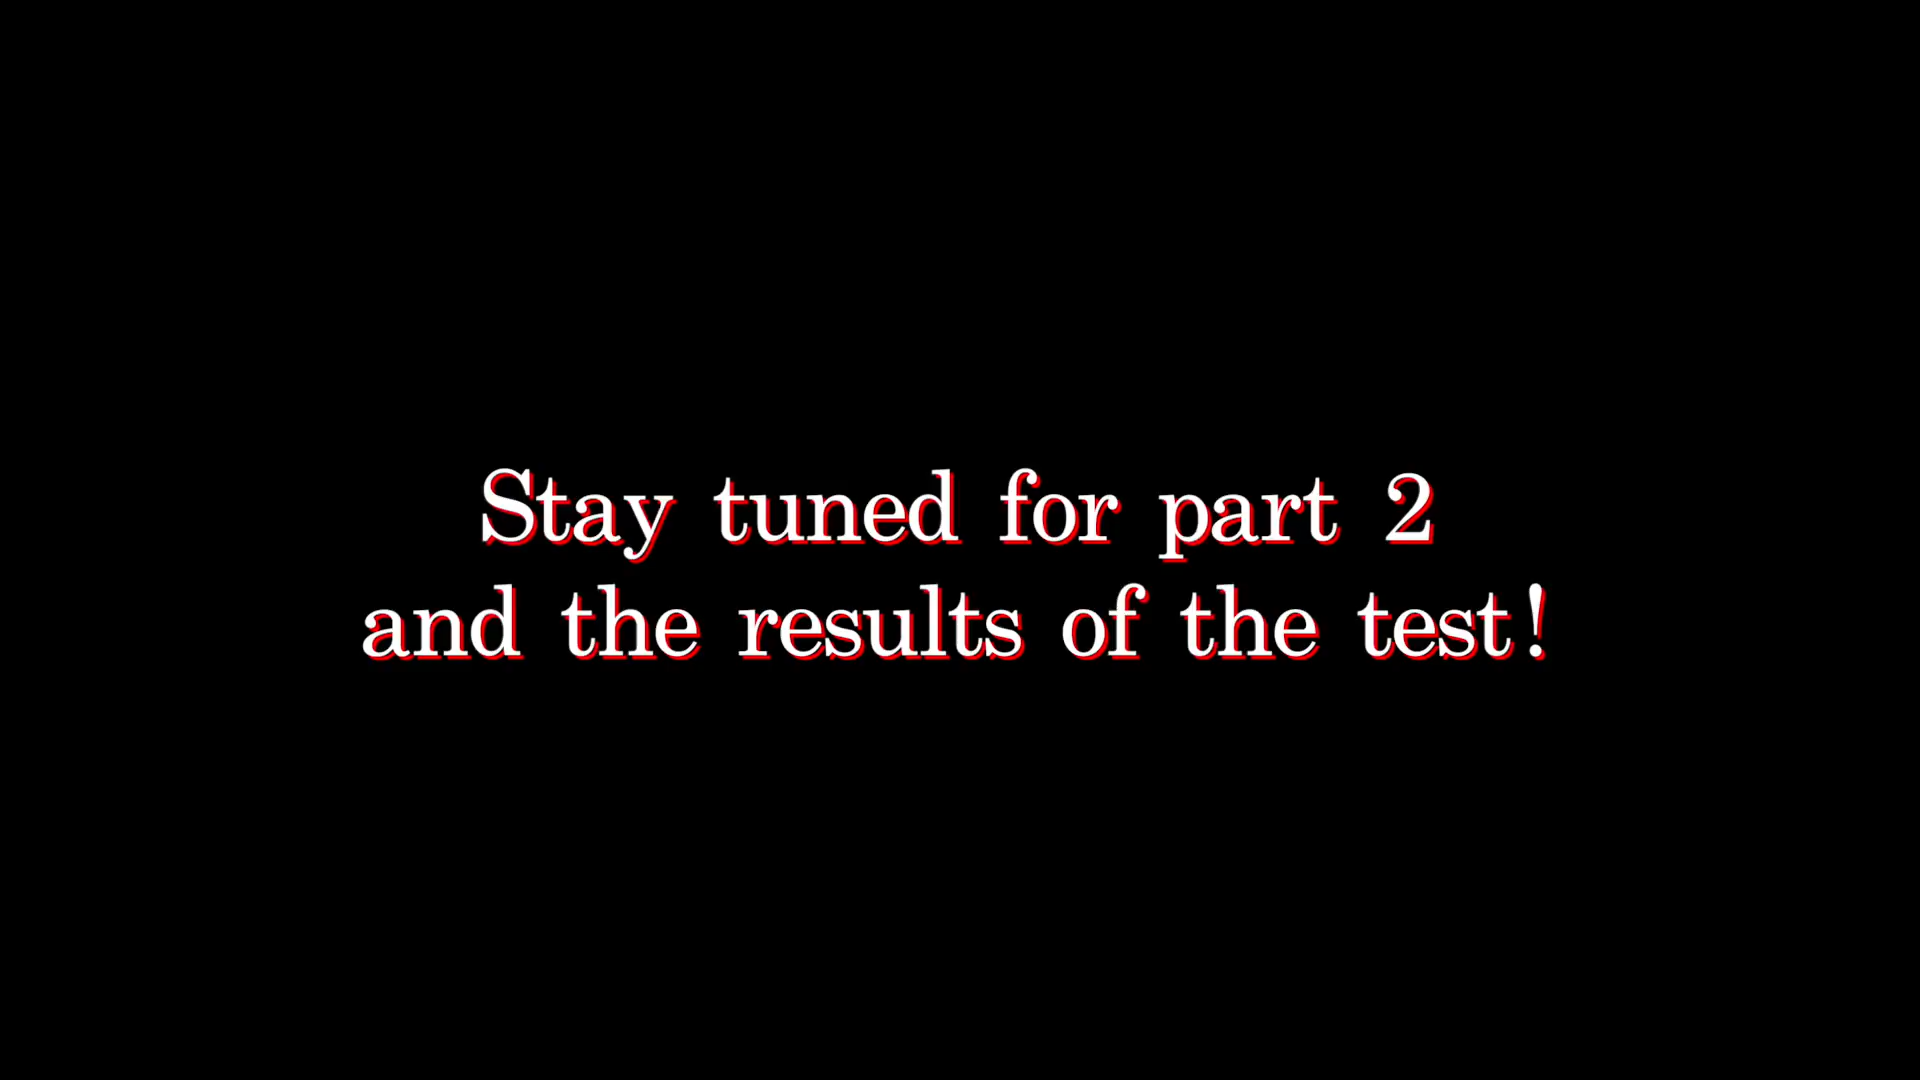 Stay tuned for part 2
and the results of the test!